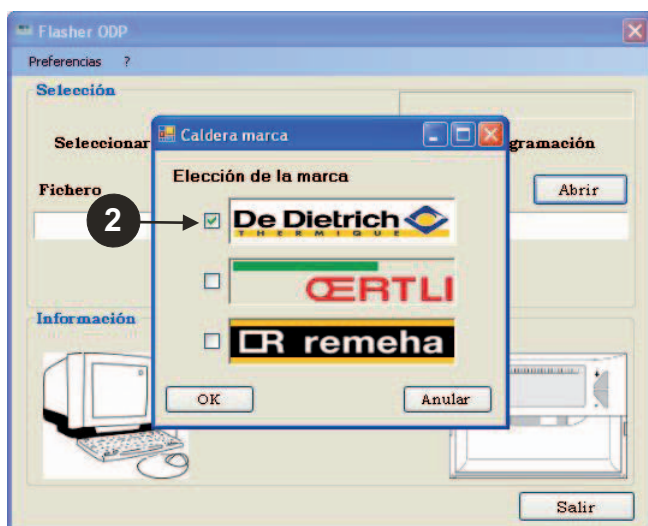 Flasher ODP
Preferencias ?
Selección
Seleccionar
gramación
Fichero
Abrir
Caldera marca
Elección de la marca
2
De Dietrich
THERMIQUE
ŒRTLI
remeha
OK
Anular
Información
Salir